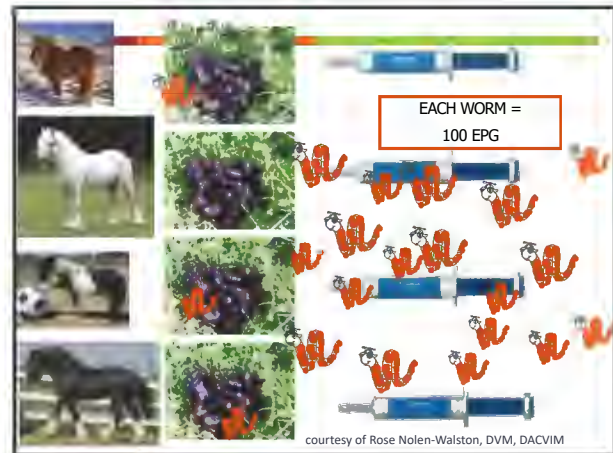 EACH WORM =
100 EPG
courtesy of Rose Nolen-Walston, DVM, DACVIM